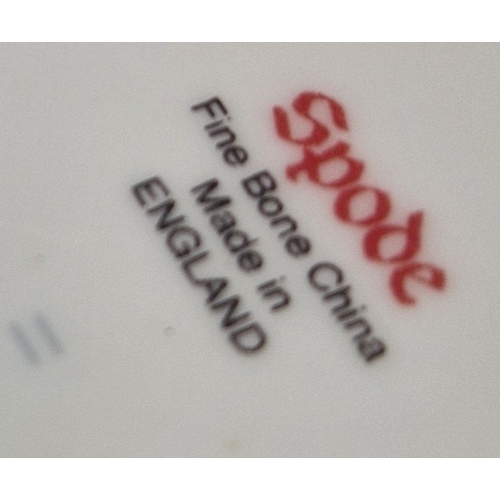 Spode
Fine Bone China
Made in
ENGLAND